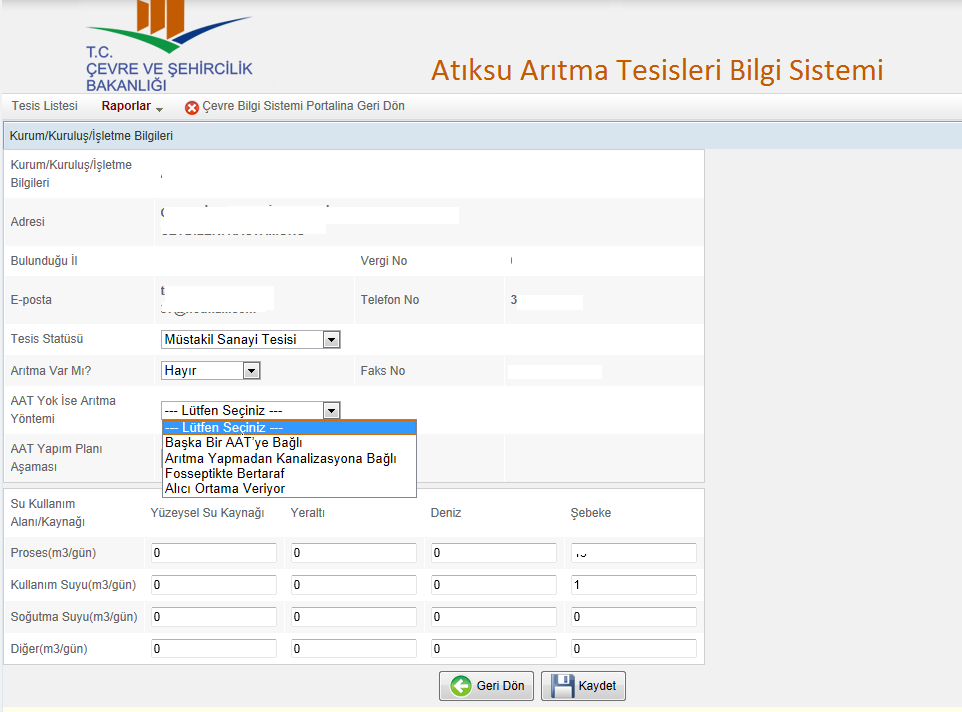 T.C.
ÇEVRE VE ŞEHİRCİLİK
BAKANLIĞI
Atıksu Arıtma Tesisleri Bilgi Sistemi
Tesis Listesi Raporlar Çevre Bilgi Sistemi Portalina Geri Dön
Kurum/Kuruluş/İşletme Bilgileri
Kurum/Kuruluş/İşletme
Bilgileri
Adresi
Bulunduğu İl Vergi No
E-posta Telefon No 3
Tesis Statüsü Müstakil Sanayi Tesisi
Arıtma Var Mı? Hayır Faks No
AAT Yok İse Arıtma
Yöntemi
--- Lütfen Seçiniz ---
--- Lütfen Seçiniz ---
Başka Bir AAT'ye Bağlı
Arıtma Yapmadan Kanalizasyona Bağlı
Fosseptikte Bertaraf
Alıcı Ortama Veriyor
AAT Yapım Planı
Aşaması
Su Kullanım
Alanı/Kaynağı
Yüzeysel Su Kaynağı Yeraltı Deniz Şebeke
Proses(m3/gün) 0 0 0
Kullanım Suyu(m3/gün) 0 0 0 1
Soğutma Suyu(m3/gün) 0 0 0 0
Diğer(m3/gün) 0 0 0 0
Geri Dön Kaydet